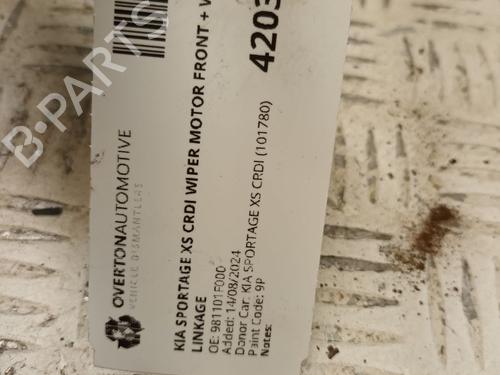 B-PARTS
OVERTONAUTOMOTIVE
VEHICLE DISMANTLERS
4203
KIA SPORTAGE XS CRDI WIPER MOTOR FRONT +
LINKAGE
OE: 981101F000
Added: 14/08/2024
Donor Car: KIA SPORTAGE XS CRDI (101780)
Paint Code: 9P
Notes: